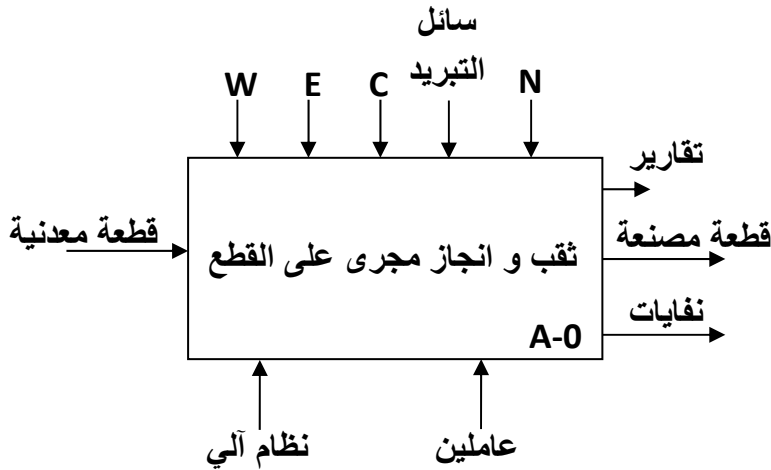 سائل
التبريد
W E C N
تقارير
قطعة معدنية
ثقب و انجاز مجرى على القطع
قطعة مصنعة
نفايات
A-0
نظام آلي
عاملين